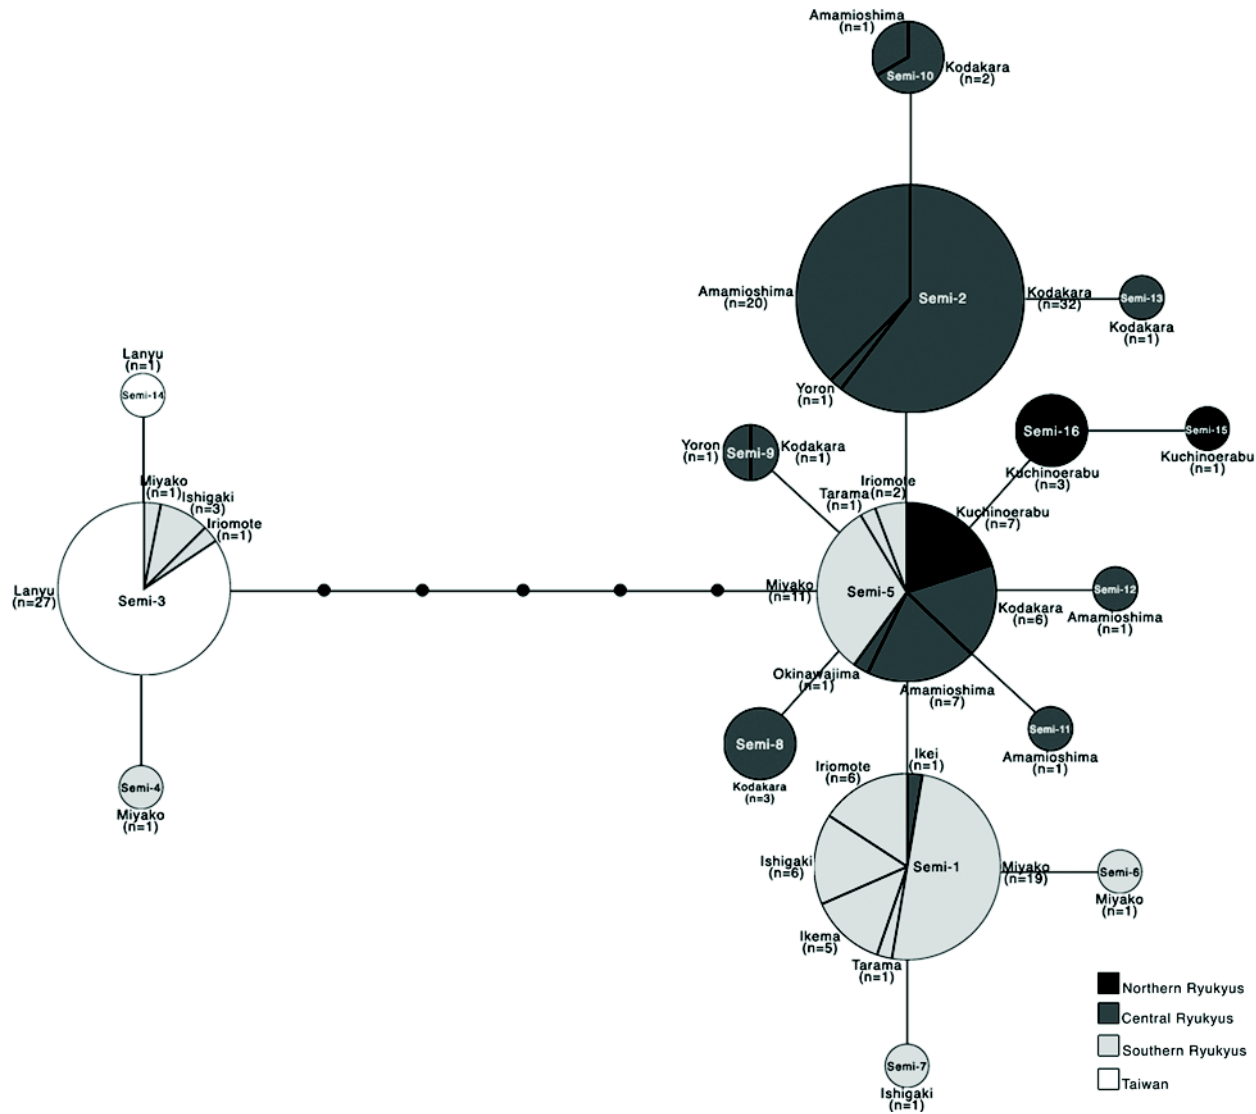 Amamioshima
(n=1)
Semi-10
Kodakara
(n=2)
Amamioshima
(n=20)
Semi-2
Kodakara
(n=32)
Semi-13
Kodakara
(n=1)
Yoron
(n=1)
Lanyu
(n=1)
Semi-14
Miyako
(n=1)
Ishigaki
(n=3)
Iriomote
(n=1)
Lanyu
(n=27)
Semi-3
Semi-4
Miyako
(n=1)
Yoron
(n=1)
Semi-9
Kodakara
(n=1)
Semi-16
Kuchinoerabu
(n=3)
Semi-15
Kuchinoerabu
(n=1)
Tarama
(n=1)
Iriomote
(n=2)
Kuchinoerabu
(n=7)
Miyako
(n=11)
Semi-5
Kodakara
(n=6)
Semi-12
Amamioshima
(n=1)
Okinawajima
(n=1)
Amamioshima
(n=7)
Semi-11
Amamioshima
(n=1)
Semi-8
Kodakara
(n=3)
Iriomote
(n=6)
Ikei
(n=1)
Ishigaki
(n=6)
Semi-1
Miyako
(n=19)
Semi-6
Miyako
(n=1)
Ikema
(n=5)
Tarama
(n=1)
Semi-7
Ishigaki
(n=1)
Northern Ryukyus
Central Ryukyus
Southern Ryukyus
Taiwan